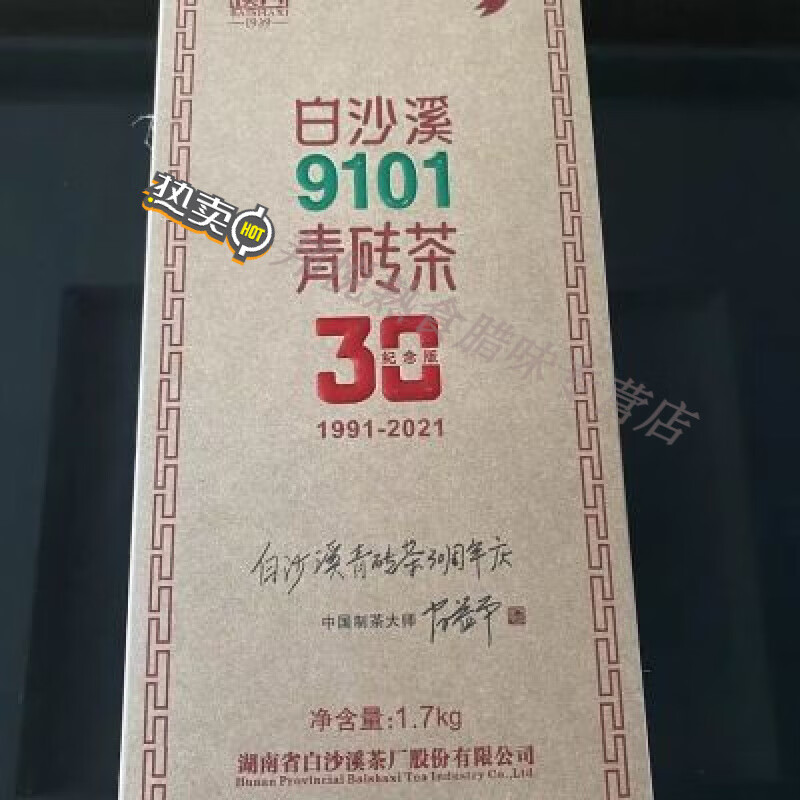 BAISHAXI
1939
白沙溪
9101
热卖
HOT
青砖茶
30
纪念版
1991-2021
白沙溪青砖茶30周年庆
中国制茶大师
净含量:1.7kg
湖南省白沙溪茶厂股份有限公司
Hunan Provincial Baishaxi Tea Industry Co.,Ltd